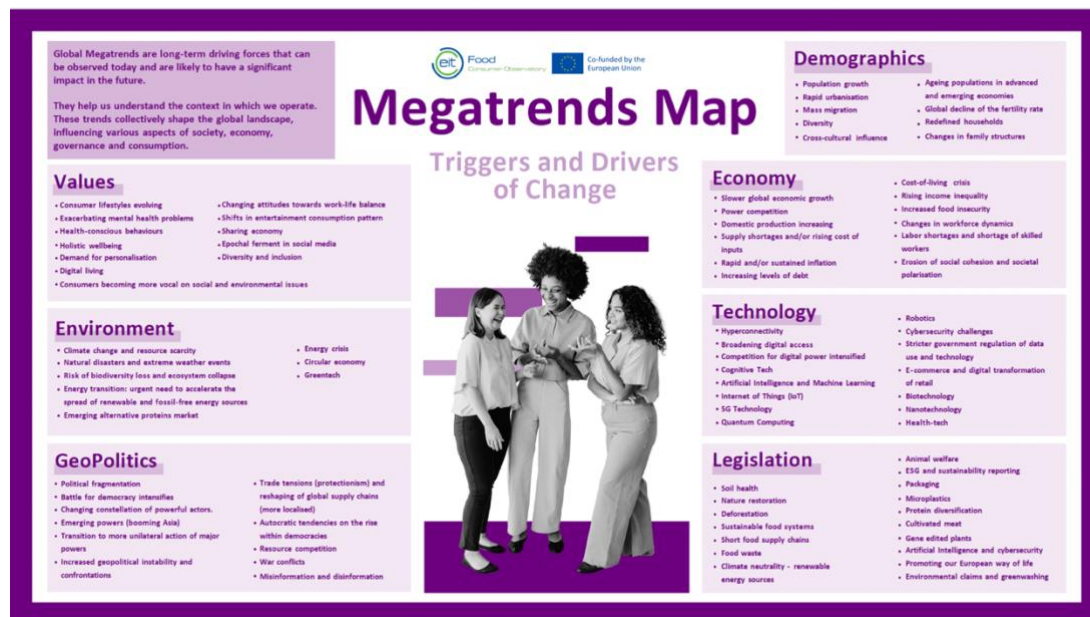 Global Megatrends are long-term driving forces that can
be observed today and are likely to have a significant
impact in the future.
They help us understand the context in which we operate.
These trends collectively shape the global landscape,
influencing various aspects of society, economy,
governance and consumption.
eit Food
Consumer Observatory
Co-funded by the
European Union
Megatrends Map
Triggers and Drivers
of Change
Values
• Consumer lifestyles evolving
• Exacerbating mental health problems
• Health-conscious behaviours
• Holistic wellbeing
• Demand for personalisation
• Digital living
• Consumers becoming more vocal on social and environmental issues
• Changing attitudes towards work-life balance
• Shifts in entertainment consumption pattern
• Sharing economy
• Epochal ferment in social media
• Diversity and inclusion
Environment
• Climate change and resource scarcity
• Natural disasters and extreme weather events
• Risk of biodiversity loss and ecosystem collapse
• Energy transition: urgent need to accelerate the
spread of renewable and fossil-free energy sources
• Emerging alternative proteins market
• Energy crisis
• Circular economy
• Greentech
GeoPolitics
• Political fragmentation
• Battle for democracy intensifies
• Changing constellation of powerful actors.
• Emerging powers (booming Asia)
• Transition to more unilateral action of major
powers
• Increased geopolitical instability and
confrontations
• Trade tensions (protectionism) and
reshaping of global supply chains
(more localised)
• Autocratic tendencies on the rise
within democracies
• Resource competition
• War conflicts
• Misinformation and disinformation
Demographics
• Population growth
• Rapid urbanisation
• Mass migration
• Diversity
• Cross-cultural influence
• Ageing populations in advanced
and emerging economies
• Global decline of the fertility rate
• Redefined households
• Changes in family structures
Economy
• Slower global economic growth
• Power competition
• Domestic production increasing
• Supply shortages and/or rising cost of
inputs
• Rapid and/or sustained inflation
• Increasing levels of debt
• Cost-of-living crisis
• Rising income inequality
• Increased food insecurity
• Changes in workforce dynamics
• Labor shortages and shortage of skilled
workers
• Erosion of social cohesion and societal
polarisation
Technology
• Hyperconnectivity
• Broadening digital access
• Competition for digital power intensified
• Cognitive Tech
• Artificial Intelligence and Machine Learning
• Internet of Things (IoT)
• 5G Technology
• Quantum Computing
• Robotics
• Cybersecurity challenges
• Stricter government regulation of data
use and technology
• E-commerce and digital transformation
of retail
• Biotechnology
• Nanotechnology
• Health-tech
Legislation
• Soil health
• Nature restoration
• Deforestation
• Sustainable food systems
• Short food supply chains
• Food waste
• Climate neutrality - renewable
energy sources
• Animal welfare
• ESG and sustainability reporting
• Packaging
• Microplastics
• Protein diversification
• Cultivated meat
• Gene edited plants
• Artificial Intelligence and cybersecurity
• Promoting our European way of life
• Environmental claims and greenwashing